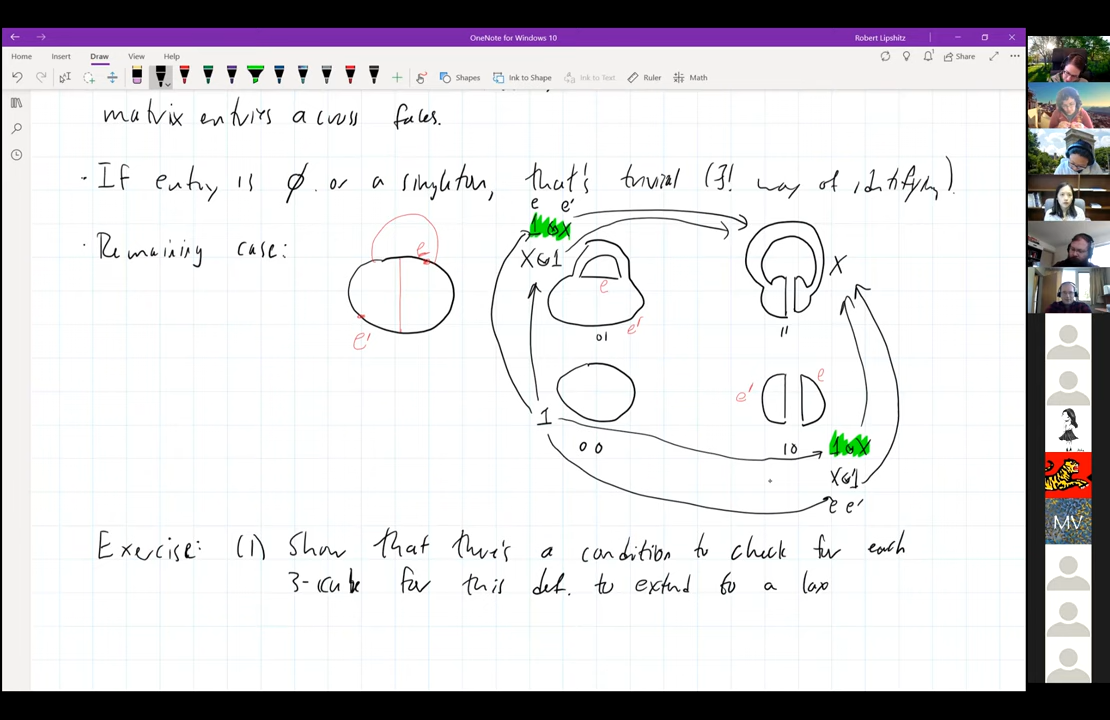 OneNote for Windows 10
Robert Lipshitz
Home Insert Draw View Help
Share
Shapes Ink to Shape Ink to Text Ruler Math
matrix entries across faces.
· If entry is ∅ or a singleton, that's trivial (∃! way of identifying).
· Remaining case:
e e'
1⊗X
X⊗1
X
e
e
e'
e'
01
11
1
00
e' e
10
1⊗X
X⊗1
e e'
Exercise: (1) Show that there's a condition to check for each
3-cube for this def. to extend to a lax
MV